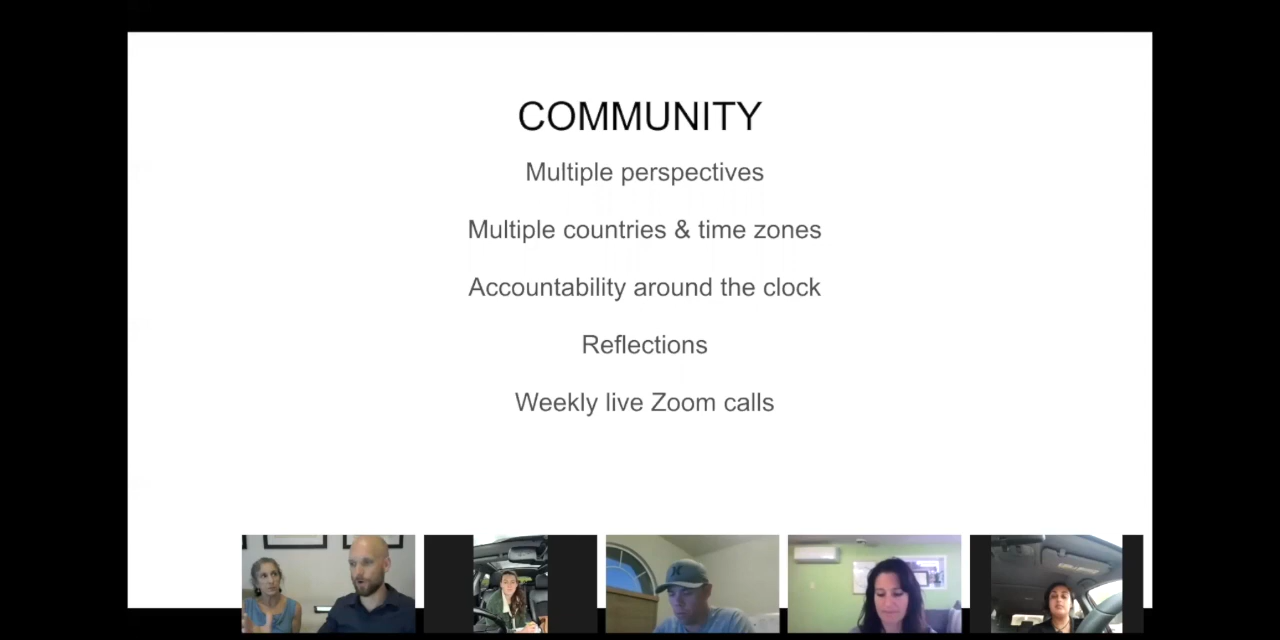 COMMUNITY
Multiple perspectives
Multiple countries & time zones
Accountability around the clock
Reflections
Weekly live Zoom calls